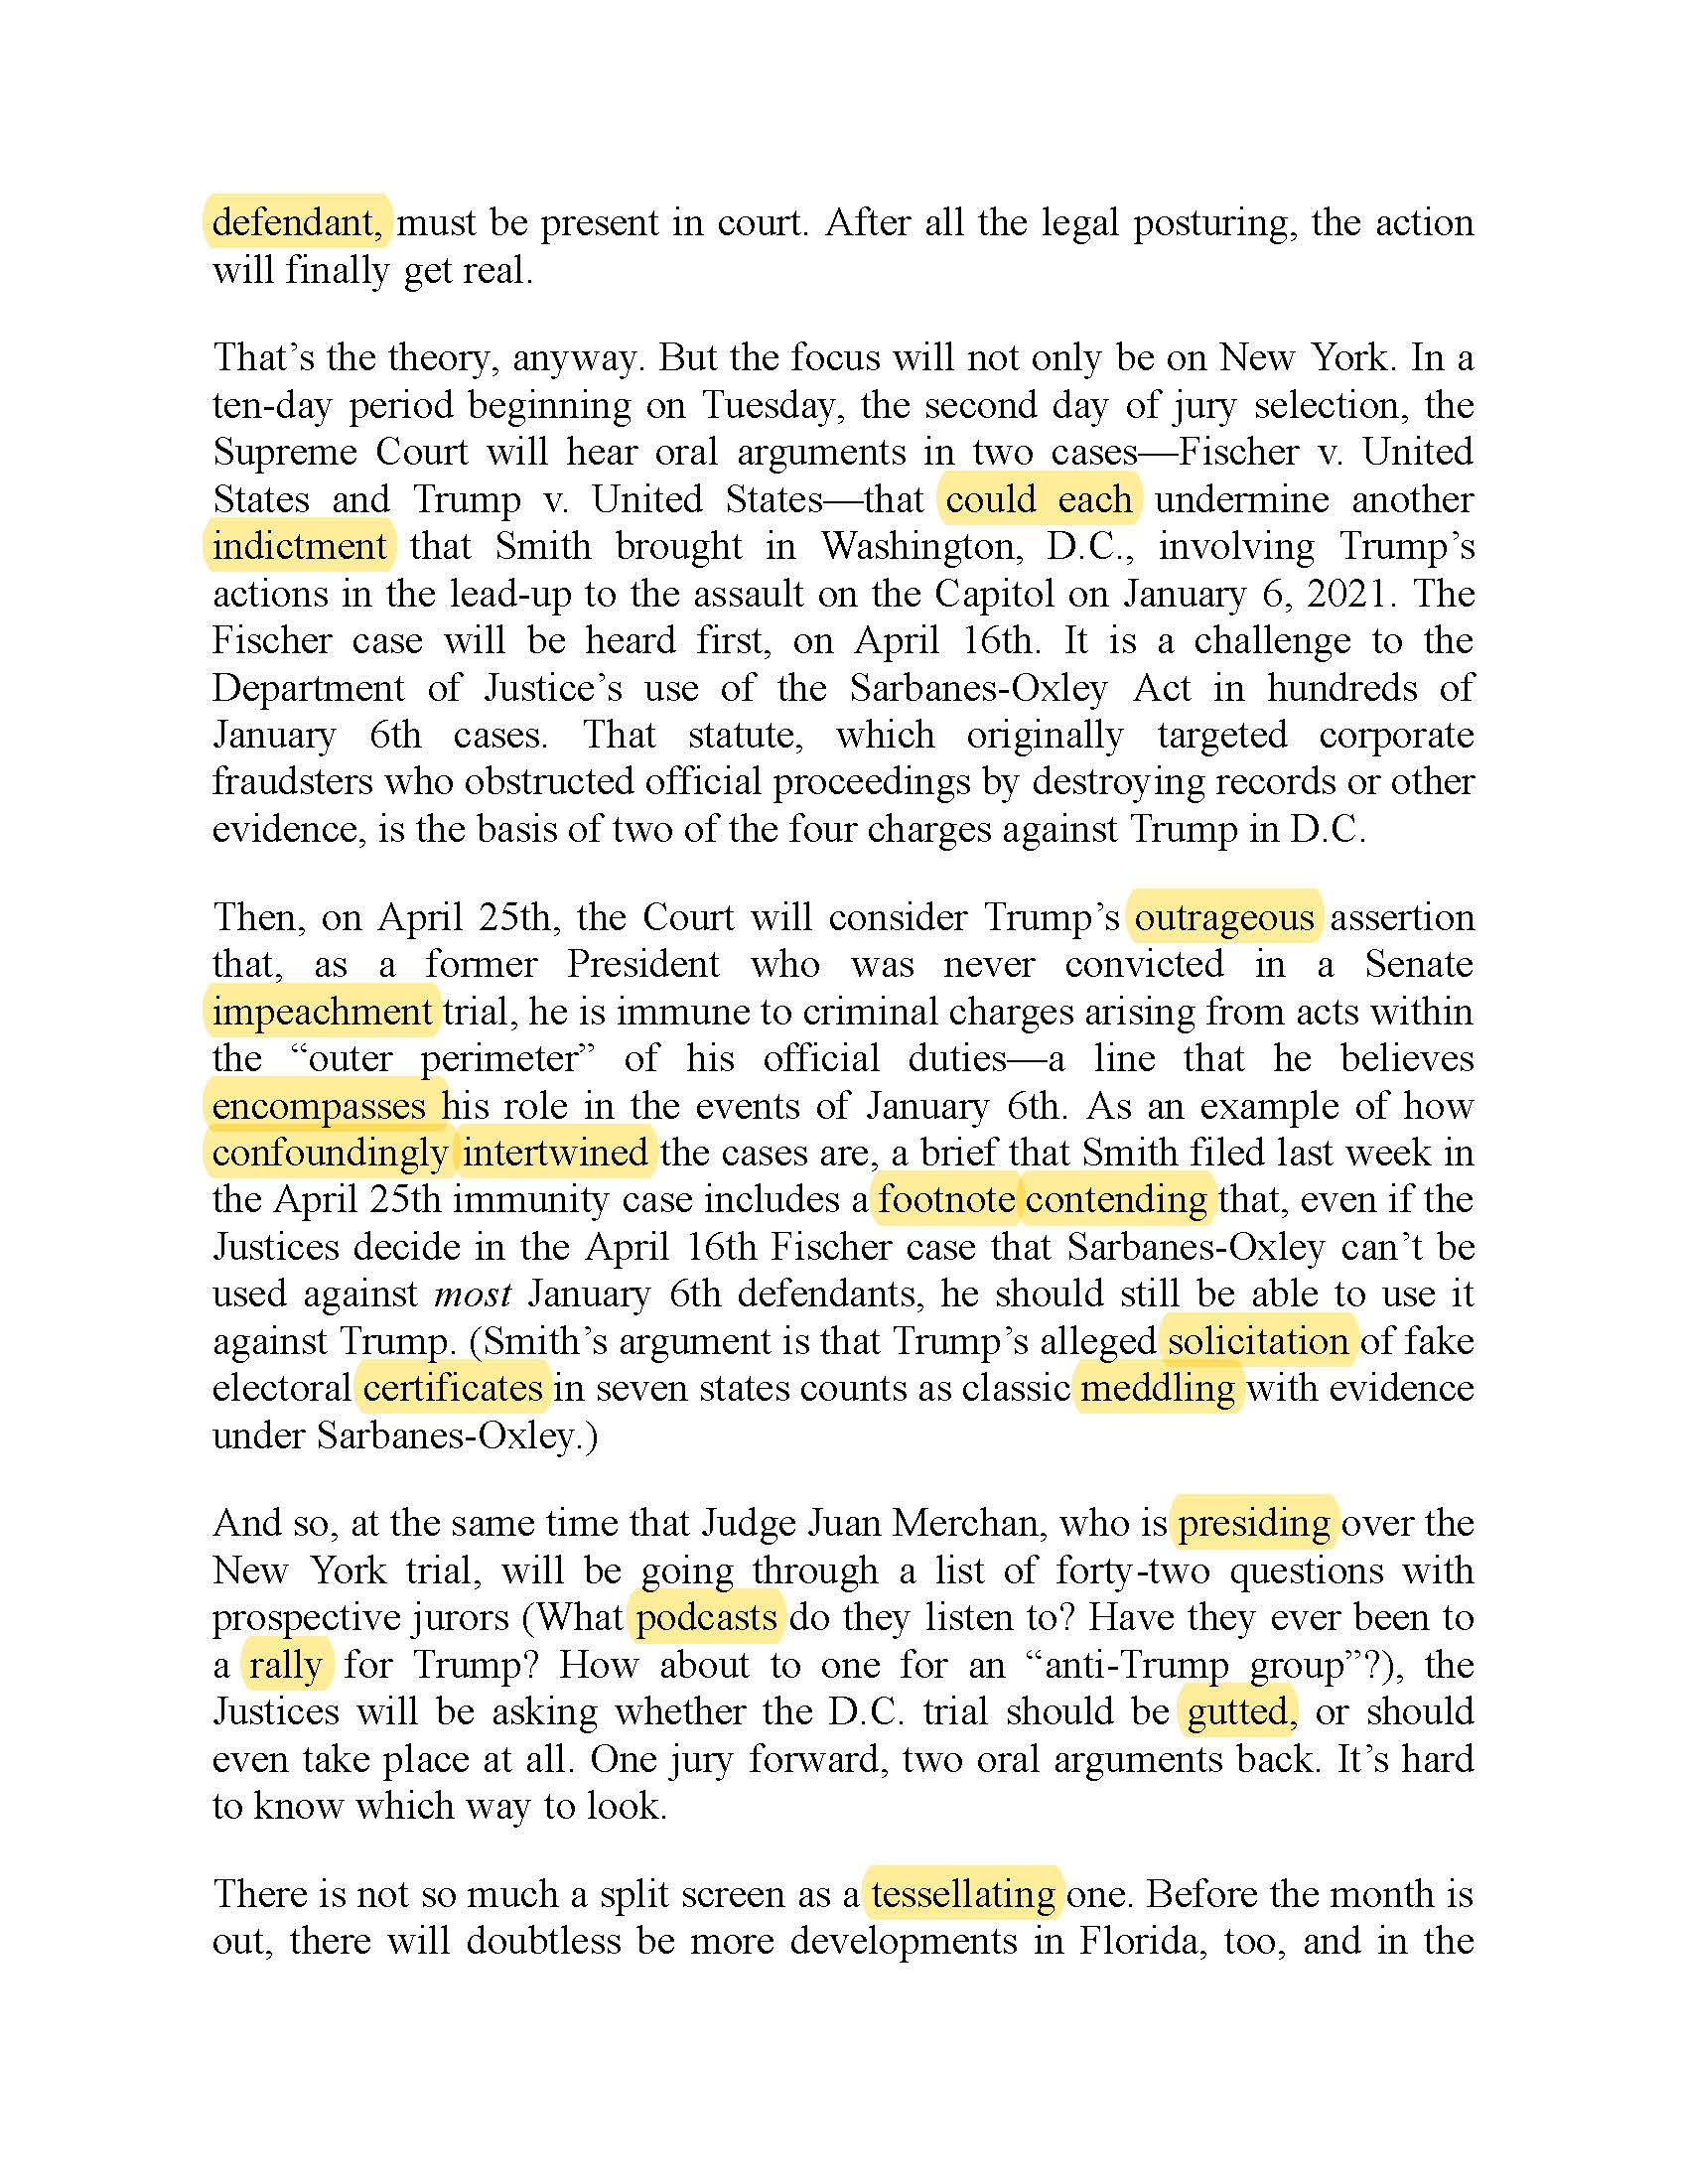 defendant, must be present in court. After all the legal posturing, the action
will finally get real.
That’s the theory, anyway. But the focus will not only be on New York. In a
ten-day period beginning on Tuesday, the second day of jury selection, the
Supreme Court will hear oral arguments in two cases—Fischer v. United
States and Trump v. United States—that could each undermine another
indictment that Smith brought in Washington, D.C., involving Trump’s
actions in the lead-up to the assault on the Capitol on January 6, 2021. The
Fischer case will be heard first, on April 16th. It is a challenge to the
Department of Justice’s use of the Sarbanes-Oxley Act in hundreds of
January 6th cases. That statute, which originally targeted corporate
fraudsters who obstructed official proceedings by destroying records or other
evidence, is the basis of two of the four charges against Trump in D.C.
Then, on April 25th, the Court will consider Trump’s outrageous assertion
that, as a former President who was never convicted in a Senate
impeachment trial, he is immune to criminal charges arising from acts within
the “outer perimeter” of his official duties—a line that he believes
encompasses his role in the events of January 6th. As an example of how
confoundingly intertwined the cases are, a brief that Smith filed last week in
the April 25th immunity case includes a footnote contending that, even if the
Justices decide in the April 16th Fischer case that Sarbanes-Oxley can’t be
used against most January 6th defendants, he should still be able to use it
against Trump. (Smith’s argument is that Trump’s alleged solicitation of fake
electoral certificates in seven states counts as classic meddling with evidence
under Sarbanes-Oxley.)
And so, at the same time that Judge Juan Merchan, who is presiding over the
New York trial, will be going through a list of forty-two questions with
prospective jurors (What podcasts do they listen to? Have they ever been to
a rally for Trump? How about to one for an “anti-Trump group”?), the
Justices will be asking whether the D.C. trial should be gutted, or should
even take place at all. One jury forward, two oral arguments back. It’s hard
to know which way to look.
There is not so much a split screen as a tessellating one. Before the month is
out, there will doubtless be more developments in Florida, too, and in the